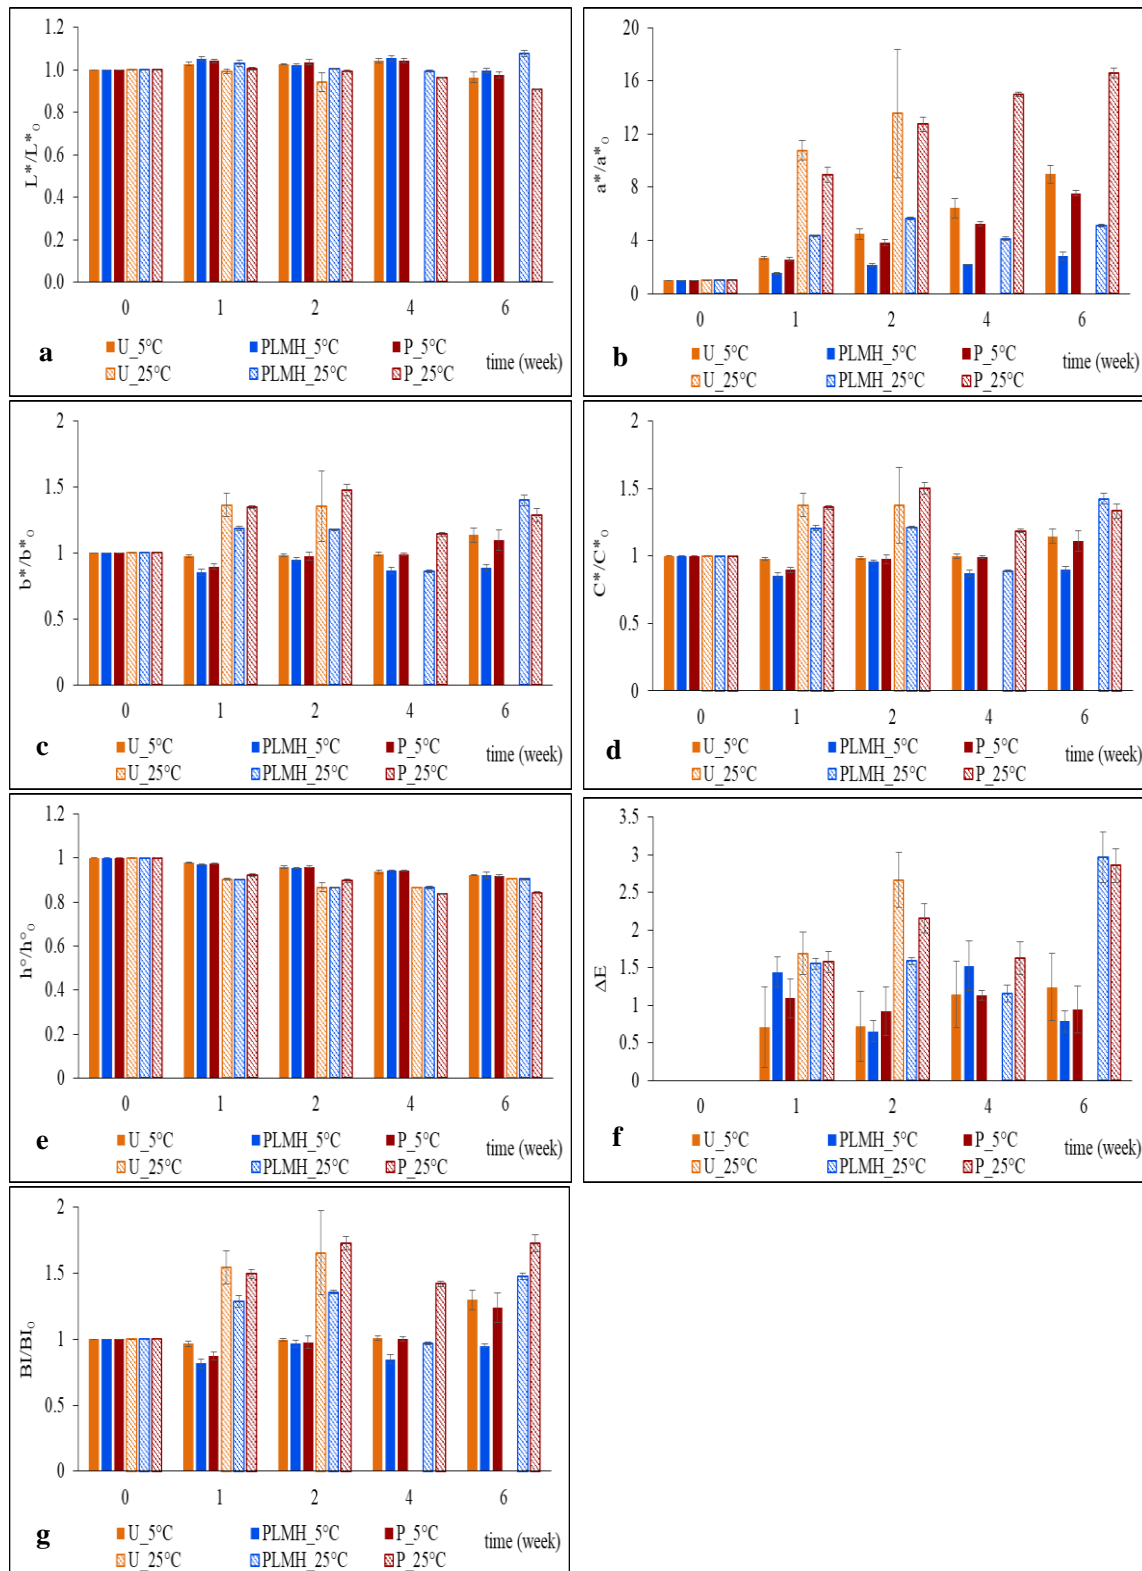 1.2
1.0
0.8
0.6
0.4
0.2
0.0
L*/L*o
0 1 2 4 6
time (week)
U_5°C PLMH_5°C P_5°C
U_25°C PLMH_25°C P_25°C
a
20
16
12
8
4
0
a*/a*o
0 1 2 4 6
time (week)
U_5°C PLMH_5°C P_5°C
U_25°C PLMH_25°C P_25°C
b
2
1.5
1
0.5
0
b*/b*o
0 1 2 4 6
time (week)
U_5°C PLMH_5°C P_5°C
U_25°C PLMH_25°C P_25°C
c
2
1.5
1
0.5
0
C*/C*o
0 1 2 4 6
time (week)
U_5°C PLMH_5°C P_5°C
U_25°C PLMH_25°C P_25°C
d
1.2
1
0.8
0.6
0.4
0.2
0
h°/h°o
0 1 2 4 6
time (week)
U_5°C PLMH_5°C P_5°C
U_25°C PLMH_25°C P_25°C
e
3.5
3
2.5
2
1.5
1
0.5
0
ΔE
0 1 2 4 6
time (week)
U_5°C PLMH_5°C P_5°C
U_25°C PLMH_25°C P_25°C
f
2
1.5
1
0.5
0
BI/BIo
0 1 2 4 6
time (week)
U_5°C PLMH_5°C P_5°C
U_25°C PLMH_25°C P_25°C
g